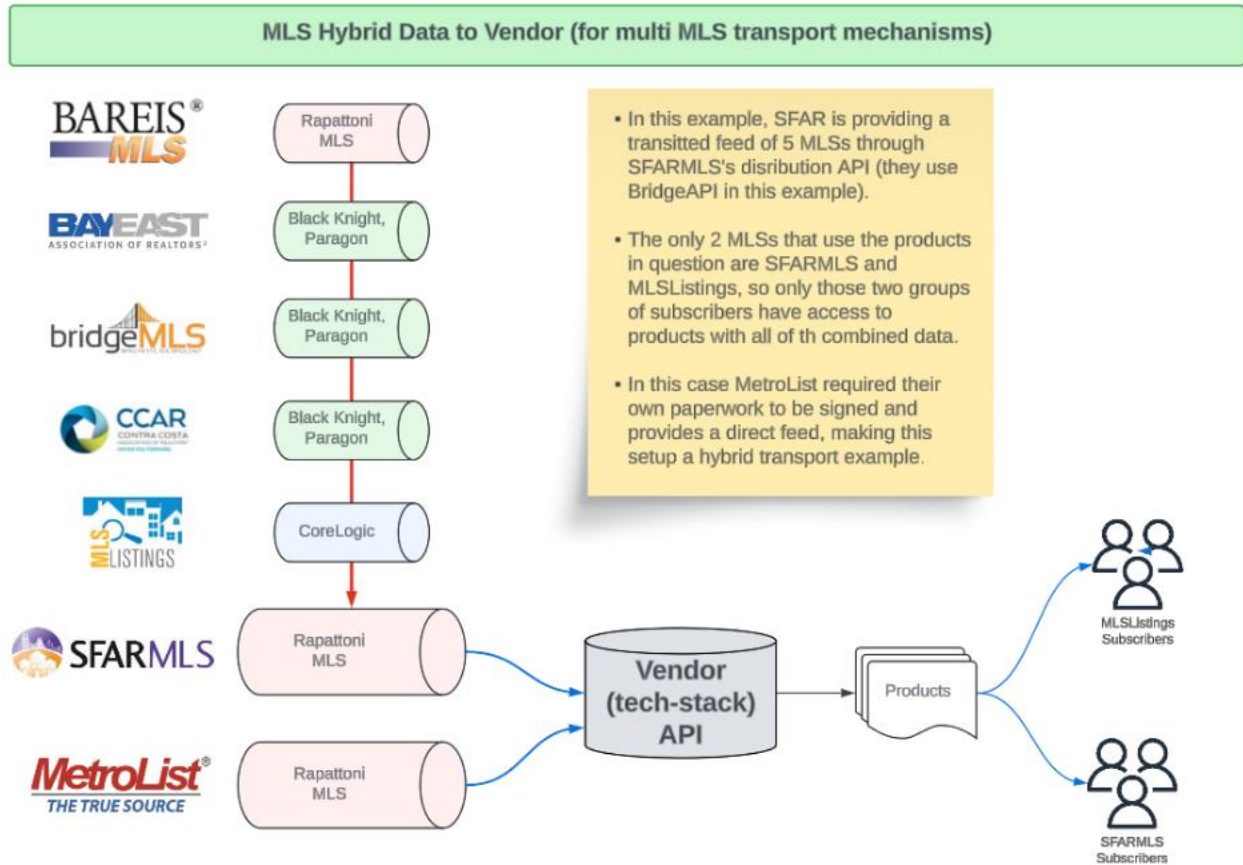 MLS Hybrid Data to Vendor (for multi MLS transport mechanisms)
BAREIS®
MLS
Rapattoni
MLS
BAYEAST
ASSOCIATION OF REALTORS®
Black Knight,
Paragon
bridgeMLS
Black Knight,
Paragon
CCAR
CONTRA COSTA
ASSOCIATION OF REALTORS®
Black Knight,
Paragon
MLS
LISTINGS
CoreLogic
SFARMLS
Rapattoni
MLS
MetroList®
THE TRUE SOURCE
Rapattoni
MLS
• In this example, SFAR is providing a
transitted feed of 5 MLSs through
SFARMLS's disribution API (they use
BridgeAPI in this example).
• The only 2 MLSs that use the products
in question are SFARMLS and
MLSListings, so only those two groups
of subscribers have access to
products with all of th combined data.
• In this case MetroList required their
own paperwork to be signed and
provides a direct feed, making this
setup a hybrid transport example.
Vendor
(tech-stack)
API
Products
MLSListings
Subscribers
SFARMLS
Subscribers